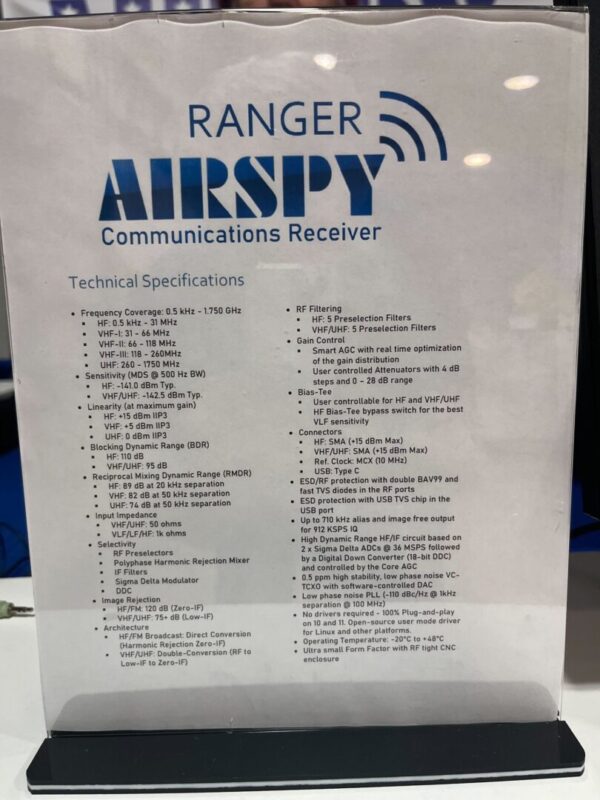 RANGER
AIRSPY
Communications Receiver
Technical Specifications
• Frequency Coverage: 0.5 kHz - 1.750 GHz
▪ HF: 0.5 kHz - 31 MHz
▪ VHF-I: 31 - 66 MHz
▪ VHF-II: 66 - 118 MHz
▪ VHF-III: 118 - 260MHz
▪ UHF: 260 - 1750 MHz
• Sensitivity (MDS @ 500 Hz BW)
▪ HF: -141.0 dBm Typ.
▪ VHF/UHF: -142.5 dBm Typ.
• Linearity (at maximum gain)
▪ HF: +15 dBm IIP3
▪ VHF: +5 dBm IIP3
▪ UHF: 0 dBm IIP3
• Blocking Dynamic Range (BDR)
▪ HF: 110 dB
▪ VHF/UHF: 95 dB
• Reciprocal Mixing Dynamic Range (RMDR)
▪ HF: 89 dB at 20 kHz separation
▪ VHF: 82 dB at 50 kHz separation
▪ UHF: 74 dB at 50 kHz separation
• Input Impedance
▪ VHF/UHF: 50 ohms
▪ VLF/LF/HF: 1k ohms
• Selectivity
▪ RF Preselectors
▪ Polyphase Harmonic Rejection Mixer
▪ IF Filters
▪ Sigma Delta Modulator
▪ DDC
• Image Rejection
▪ HF/FM: 120 dB (Zero-IF)
▪ VHF/UHF: 75+ dB (Low-IF)
• Architecture
▪ HF/FM Broadcast: Direct Conversion
(Harmonic Rejection Zero-IF)
▪ VHF/UHF: Double-Conversion (RF to
Low-IF to Zero-IF)
• RF Filtering
▪ HF: 5 Preselection Filters
▪ VHF/UHF: 5 Preselection Filters
• Gain Control
▪ Smart AGC with real time optimization
of the gain distribution
▪ User controlled Attenuators with 4 dB
steps and 0 – 28 dB range
• Bias-Tee
▪ User controllable for HF and VHF/UHF
▪ HF Bias-Tee bypass switch for the best
VLF sensitivity
• Connectors
▪ HF: SMA (+15 dBm Max)
▪ VHF/UHF: SMA (+15 dBm Max)
▪ Ref. Clock: MCX (10 MHz)
▪ USB: Type C
• ESD/RF protection with double BAV99 and
fast TVS diodes in the RF ports
• ESD protection with USB TVS chip in the
USB port
• Up to 710 kHz alias and image free output
for 912 KSPS IQ
• High Dynamic Range HF/IF circuit based on
2 x Sigma Delta ADCs @ 36 MSPS followed
by a Digital Down Converter (18-bit DDC)
and controlled by the Core AGC
• 0.5 ppm high stability, low phase noise VC-
TCXO with software-controlled DAC
• Low phase noise PLL (-110 dBc/Hz @ 1kHz
separation @ 100 MHz)
• No drivers required - 100% Plug-and-play
on 10 and 11. Open-source user mode driver
for Linux and other platforms.
• Operating Temperature: -20°C to +48°C
• Ultra small Form Factor with RF tight CNC
enclosure